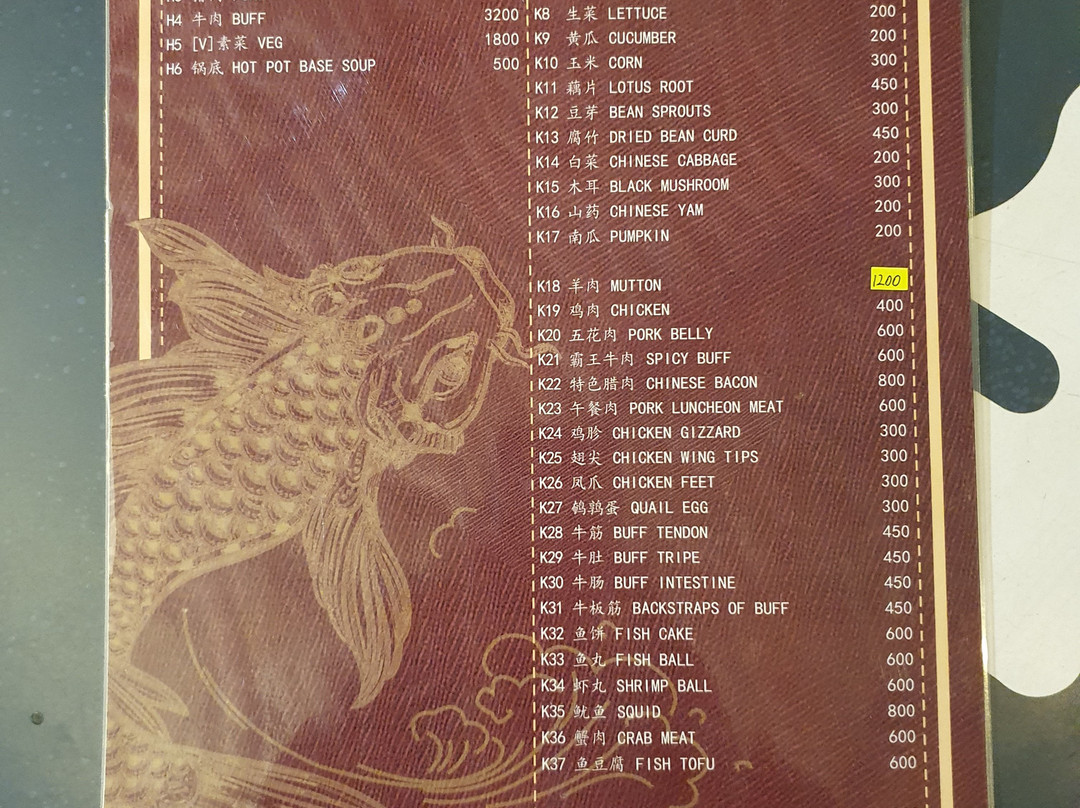 H4 牛肉 BUFF 3200
H5 [V]素菜 VEG 1800
H6 锅底 HOT POT BASE SOUP 500
K8 生菜 LETTUCE 200
K9 黄瓜 CUCUMBER 200
K10 玉米 CORN 300
K11 藕片 LOTUS ROOT 450
K12 豆芽 BEAN SPROUTS 300
K13 腐竹 DRIED BEAN CURD 450
K14 白菜 CHINESE CABBAGE 200
K15 木耳 BLACK MUSHROOM 300
K16 山药 CHINESE YAM 200
K17 南瓜 PUMPKIN 200
K18 羊肉 MUTTON 1200
K19 鸡肉 CHICKEN 400
K20 五花肉 PORK BELLY 600
K21 霸王牛肉 SPICY BUFF 600
K22 特色腊肉 CHINESE BACON 800
K23 午餐肉 PORK LUNCHEON MEAT 600
K24 鸡胗 CHICKEN GIZZARD 300
K25 翅尖 CHICKEN WING TIPS 300
K26 凤爪 CHICKEN FEET 300
K27 鹌鹑蛋 QUAIL EGG 300
K28 牛筋 BUFF TENDON 450
K29 牛肚 BUFF TRIPE 450
K30 牛肠 BUFF INTESTINE 450
K31 牛板筋 BACKSTRAPS OF BUFF 450
K32 鱼饼 FISH CAKE 600
K33 鱼丸 FISH BALL 600
K34 虾丸 SHRIMP BALL 600
K35 鱿鱼 SQUID 800
K36 蟹肉 CRAB MEAT 600
K37 鱼豆腐 FISH TOFU 600